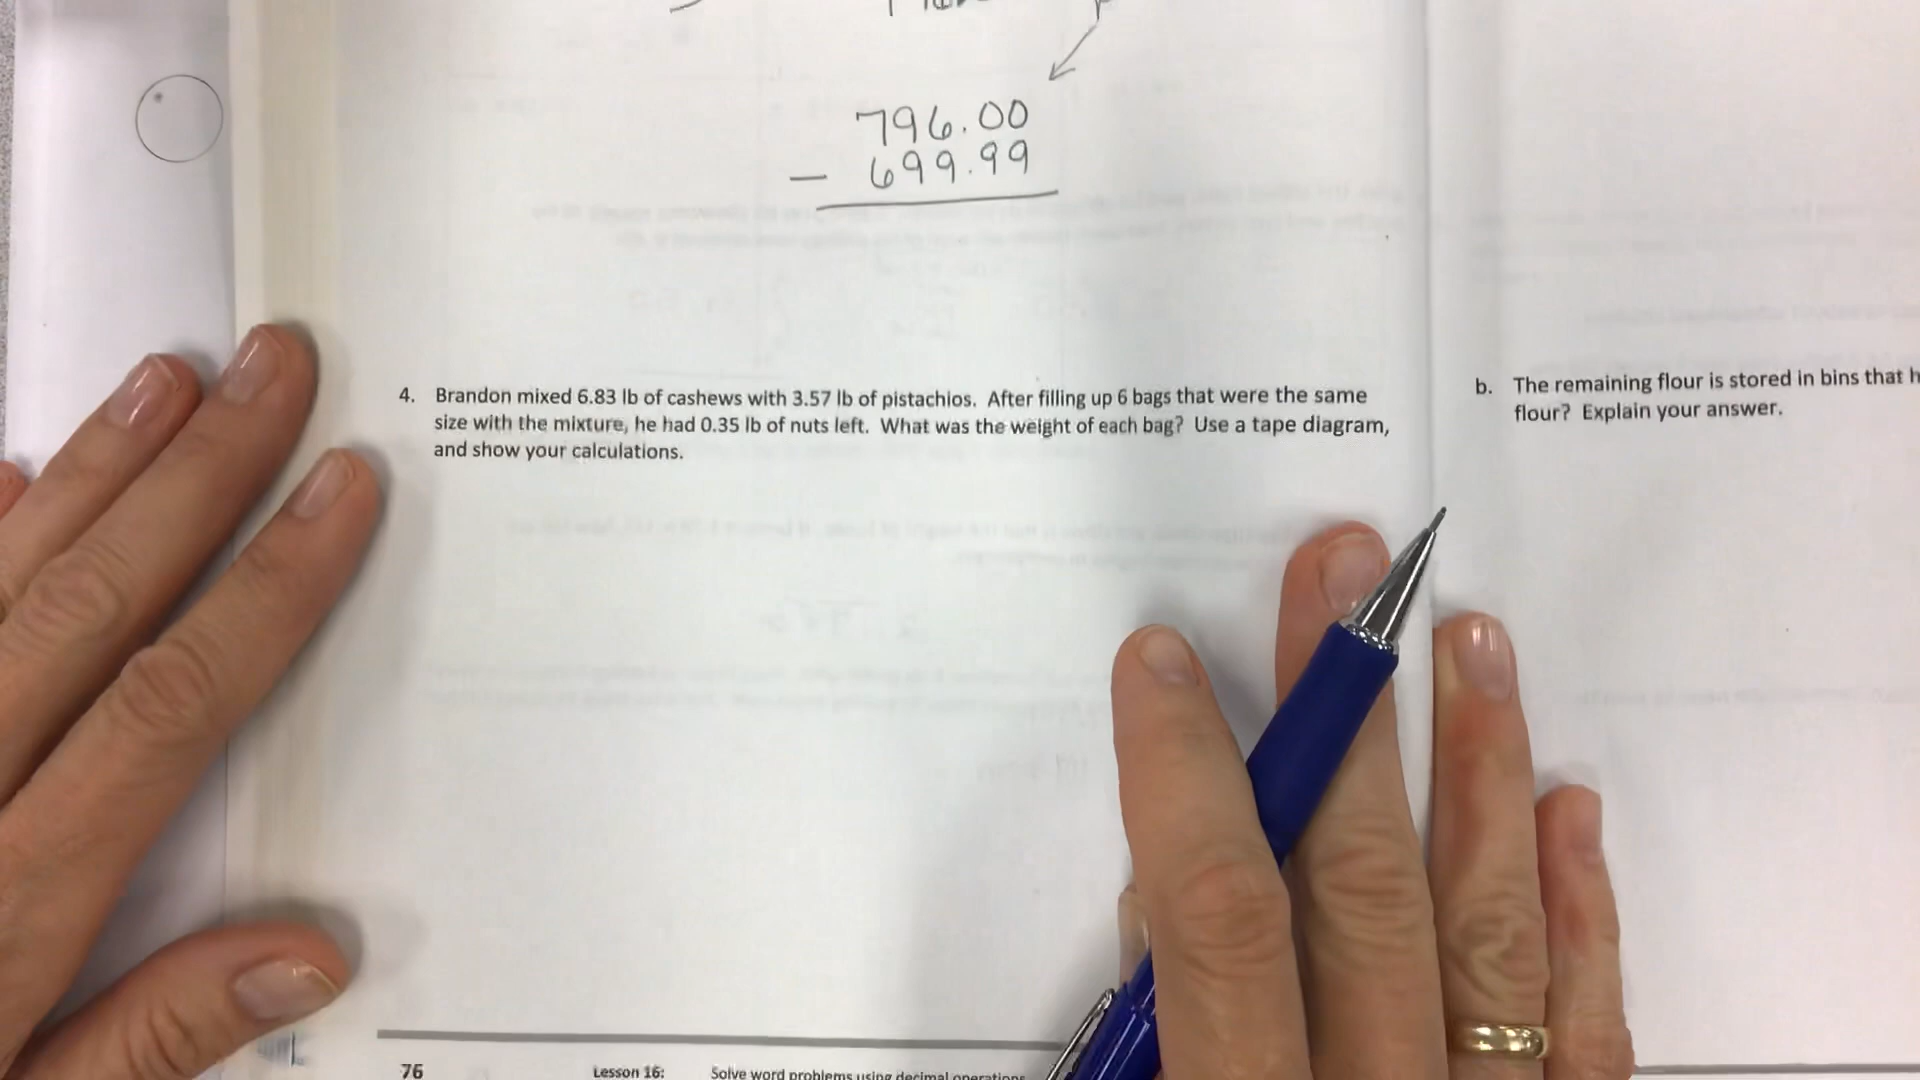 796.00
- 699.99
4. Brandon mixed 6.83 lb of cashews with 3.57 lb of pistachios. After filling up 6 bags that were the same
size with the mixture, he had 0.35 lb of nuts left. What was the weight of each bag? Use a tape diagram,
and show your calculations.
b. The remaining flour is stored in bins that
flour? Explain your answer.
76 Lesson 16: Solve word problems using decimal operations